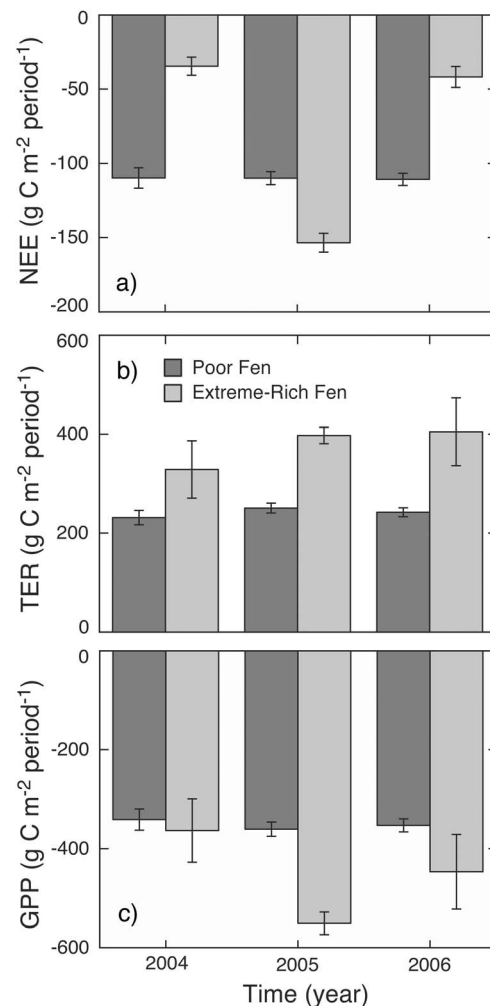 0
-50
-100
-150
-200
NEE (g C m-2 period-1)
a)
600
400
200
0
TER (g C m-2 period-1)
b)
Poor Fen
Extreme-Rich Fen
0
-200
-400
-600
GPP (g C m-2 period-1)
c)
2004 2005 2006
Time (year)